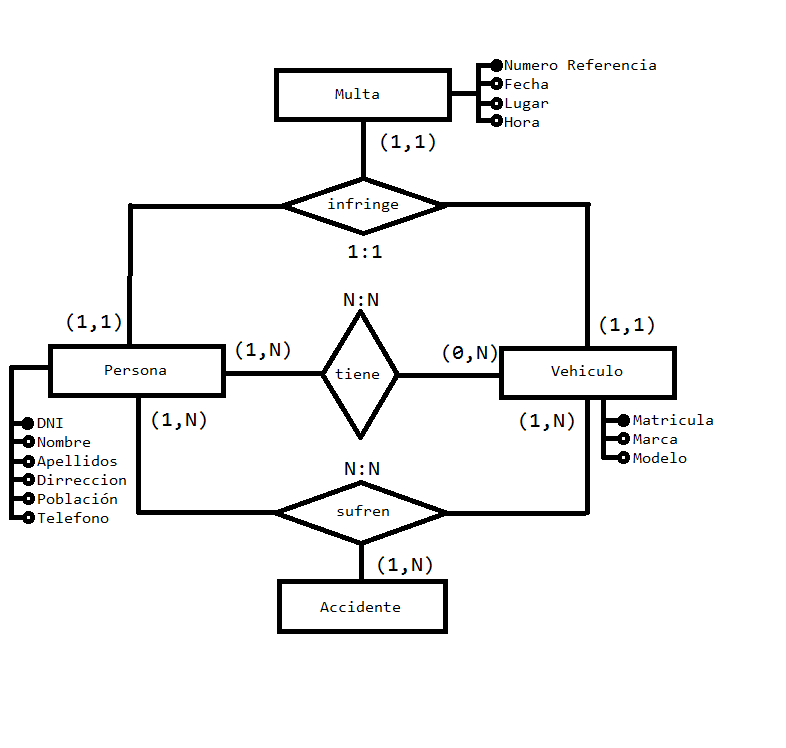 Multa
Numero Referencia
Fecha
Lugar
Hora
(1,1)
infringe
1:1
N:N
(1,1)
(1,1)
Persona
(1,N)
tiene
(0,N)
Vehiculo
(1,N)
(1,N)
DNI
Nombre
Apellidos
Dirreccion
Población
Telefono
Matricula
Marca
Modelo
N:N
sufren
(1,N)
Accidente